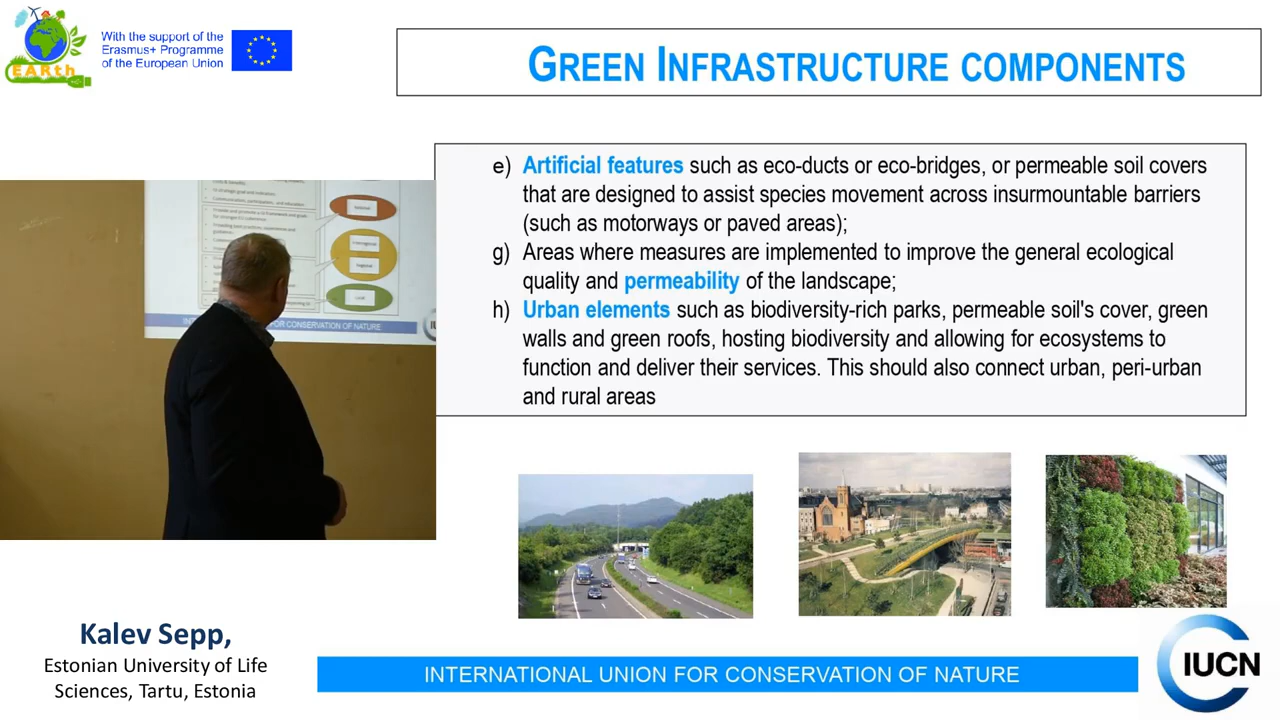 With the support of the
Erasmus+ Programme
of the European Union
EARth
GREEN INFRASTRUCTURE COMPONENTS
e) Artificial features such as eco-ducts or eco-bridges, or permeable soil covers
that are designed to assist species movement across insurmountable barriers
(such as motorways or paved areas);
g) Areas where measures are implemented to improve the general ecological
quality and permeability of the landscape;
h) Urban elements such as biodiversity-rich parks, permeable soil's cover, green
walls and green roofs, hosting biodiversity and allowing for ecosystems to
function and deliver their services. This should also connect urban, peri-urban
and rural areas
Regional
Local
FOR CONSERVATION OF NATURE
Kalev Sepp,
Estonian University of Life
Sciences, Tartu, Estonia
INTERNATIONAL UNION FOR CONSERVATION OF NATURE
IUCN